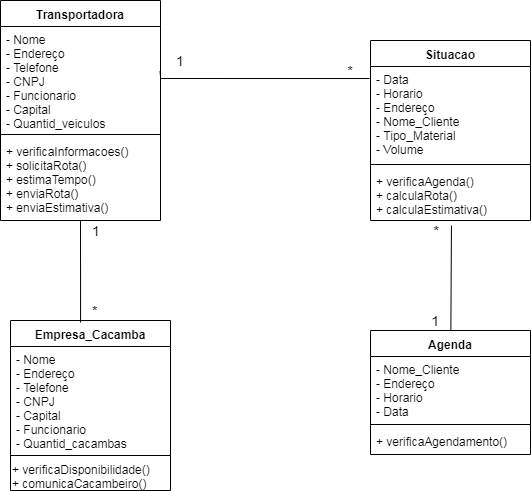 Transportadora
- Nome
- Endereço
- Telefone
- CNPJ
- Funcionario
- Capital
- Quantid_veiculos
+ verificaInformacoes()
+ solicitaRota()
+ estimaTempo()
+ enviaRota()
+ enviaEstimativa()
1
*
Situacao
- Data
- Horario
- Endereço
- Nome_Cliente
- Tipo_Material
- Volume
+ verificaAgenda()
+ calculaRota()
+ calculaEstimativa()
1
*
*
1
Empresa_Cacamba
- Nome
- Endereço
- Telefone
- CNPJ
- Capital
- Funcionario
- Quantid_cacambas
+ verificaDisponibilidade()
+ comunicaCacambeiro()
Agenda
- Nome_Cliente
- Endereço
- Horario
- Data
+ verificaAgendamento()